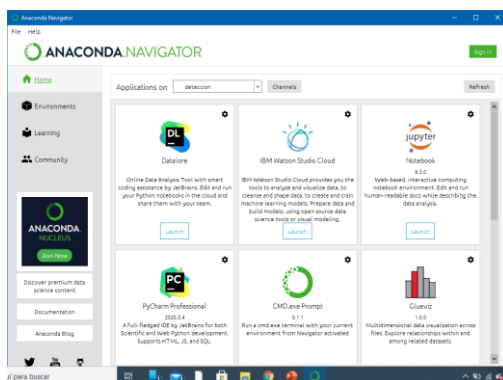 Anaconda Navigator
File Help
ANACONDA.NAVIGATOR
Sign in
Home
Environments
Learning
Community
ANACONDA.
NUCLEUS
Join Now
Discover premium data
science content
Documentation
Anaconda Blog
Applications on
deteccion
Channels
Refresh
DL
Datalore
Online Data Analysis Tool with smart
coding assistance by JetBrains. Edit and run
your Python notebooks in the cloud and
share them with your team.
Launch
IBM Watson Studio Cloud
IBM Watson Studio Cloud provides you the
tools to analyze and visualize data, to
cleanse and shape data, to create and train
machine learning models. Prepare data and
build models, using open source data
science tools or visual modeling.
Launch
jupyter
Notebook
6.3.0
Web-based, interactive computing
notebook environment. Edit and run
human-readable docs while describing the
data analysis.
Launch
PC
PyCharm Professional
2020.3.4
A full-fledged IDE by JetBrains for both
Scientific and Web Python development.
Supports HTML, JS, and SQL.
CMD.exe Prompt
0.1.1
Run a cmd.exe terminal with your current
environment from Navigator activated
Glueviz
1.0.0
Multidimensional data visualization across
files. Explore relationships within and
among related datasets.
uí para buscar